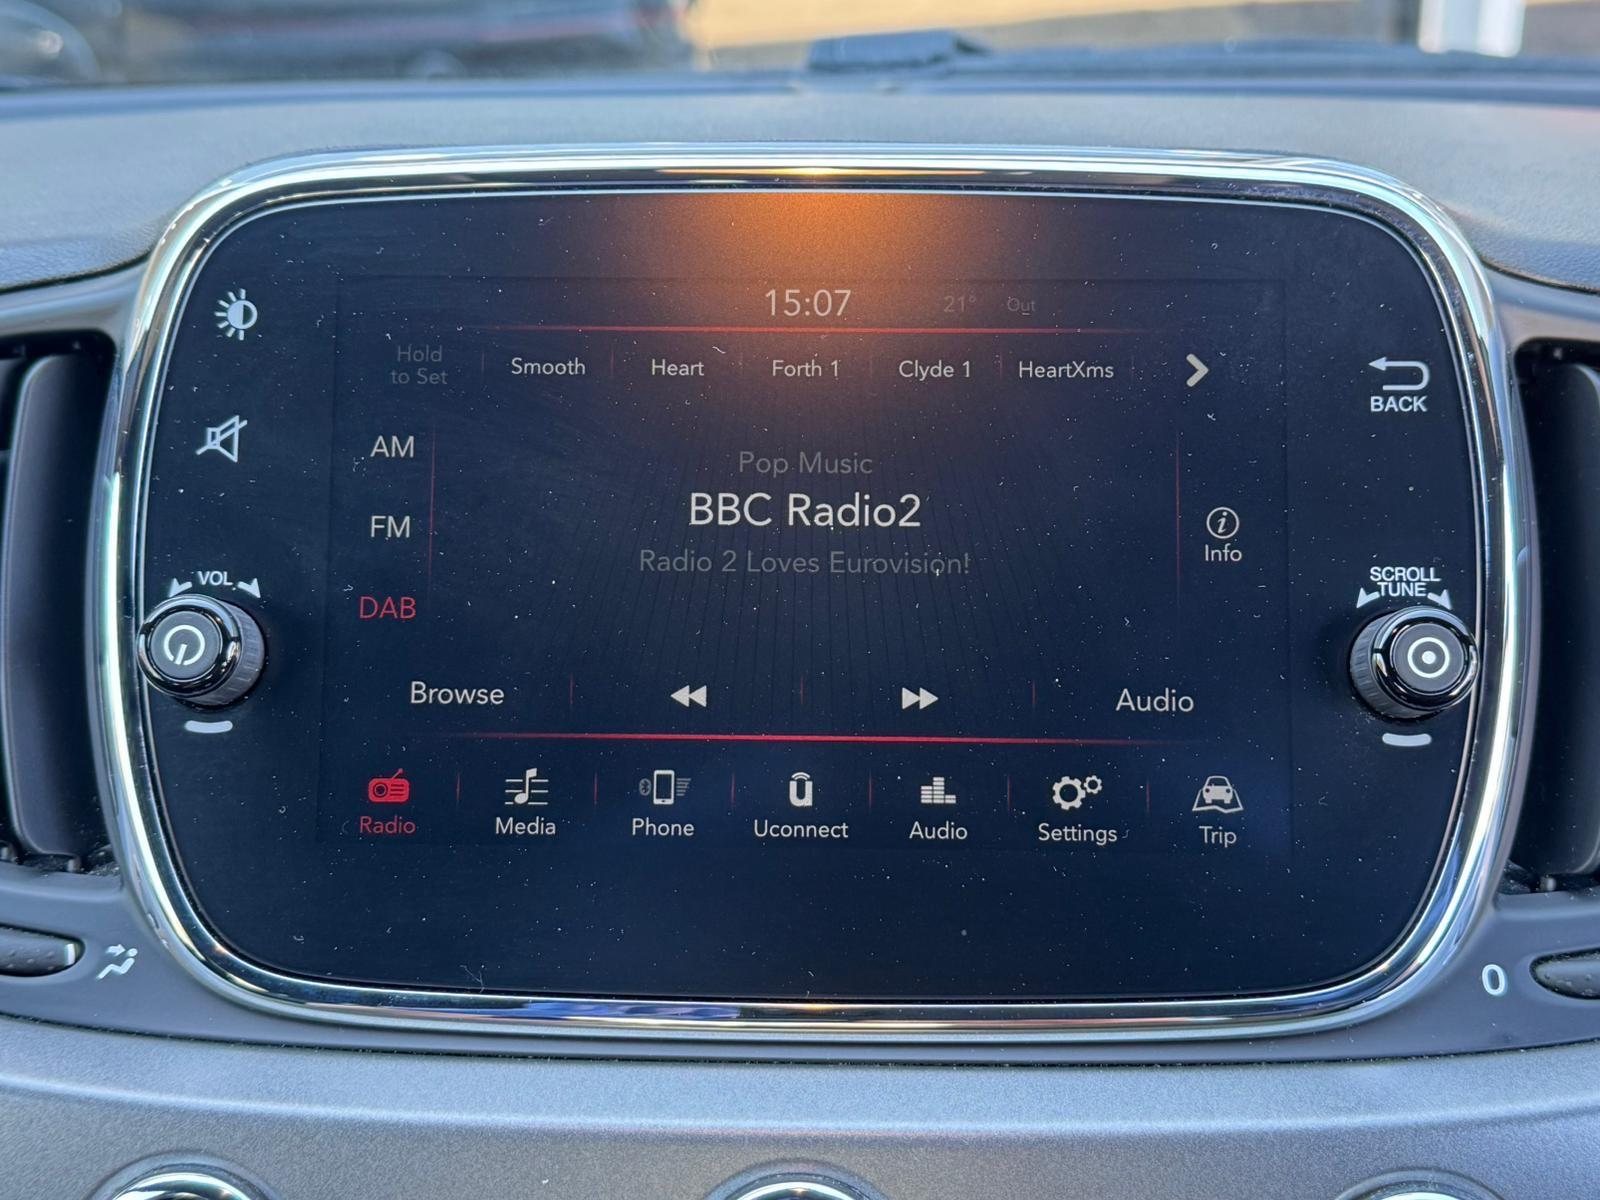 15:07 21° Out
Hold
to Set
Smooth
Heart
Forth 1
Clyde 1
HeartXms
BACK
AM
FM
DAB
Pop Music
BBC Radio2
Radio 2 Loves Eurovision!
Info
VOL
SCROLL
TUNE
Browse
Audio
Radio
Media
Phone
Uconnect
Audio
Settings
Trip
0